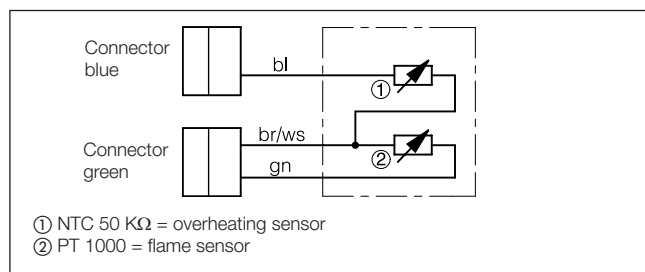 Connector
blue
bl
①
Connector
green
br/ws
gn
②
① NTC 50 KΩ = overheating sensor
② PT 1000 = flame sensor